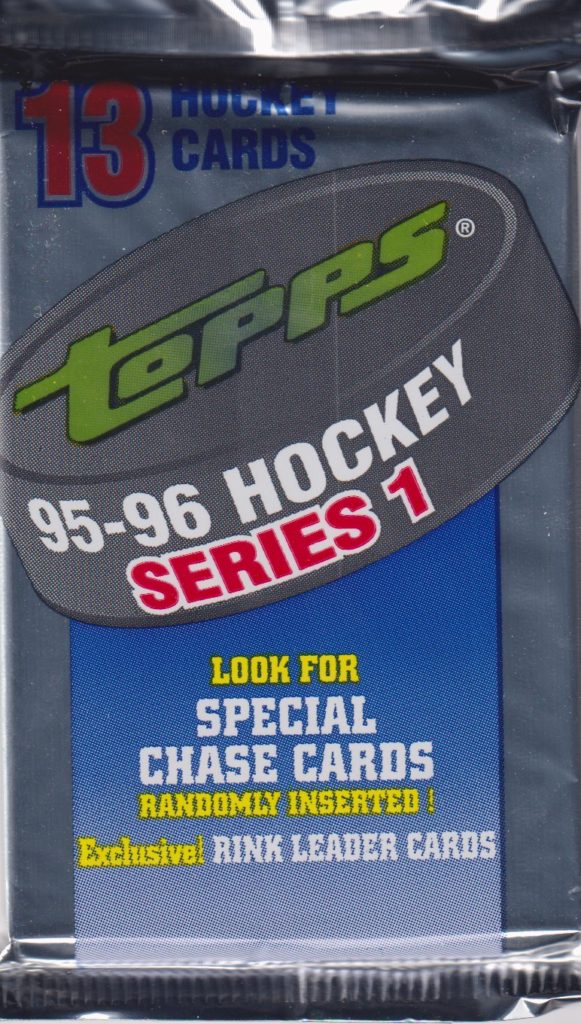 13 HOCKEY
CARDS
topps®
95-96 HOCKEY
SERIES 1
LOOK FOR
SPECIAL
CHASE CARDS
RANDOMLY INSERTED!
Exclusive! RINK LEADER CARDS